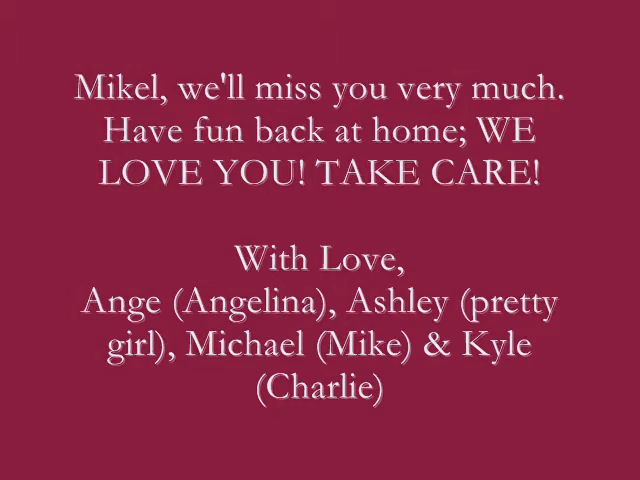 Mikel, we'll miss you very much.
Have fun back at home; WE
LOVE YOU! TAKE CARE!
With Love,
Ange (Angelina), Ashley (pretty
girl), Michael (Mike) & Kyle
(Charlie)